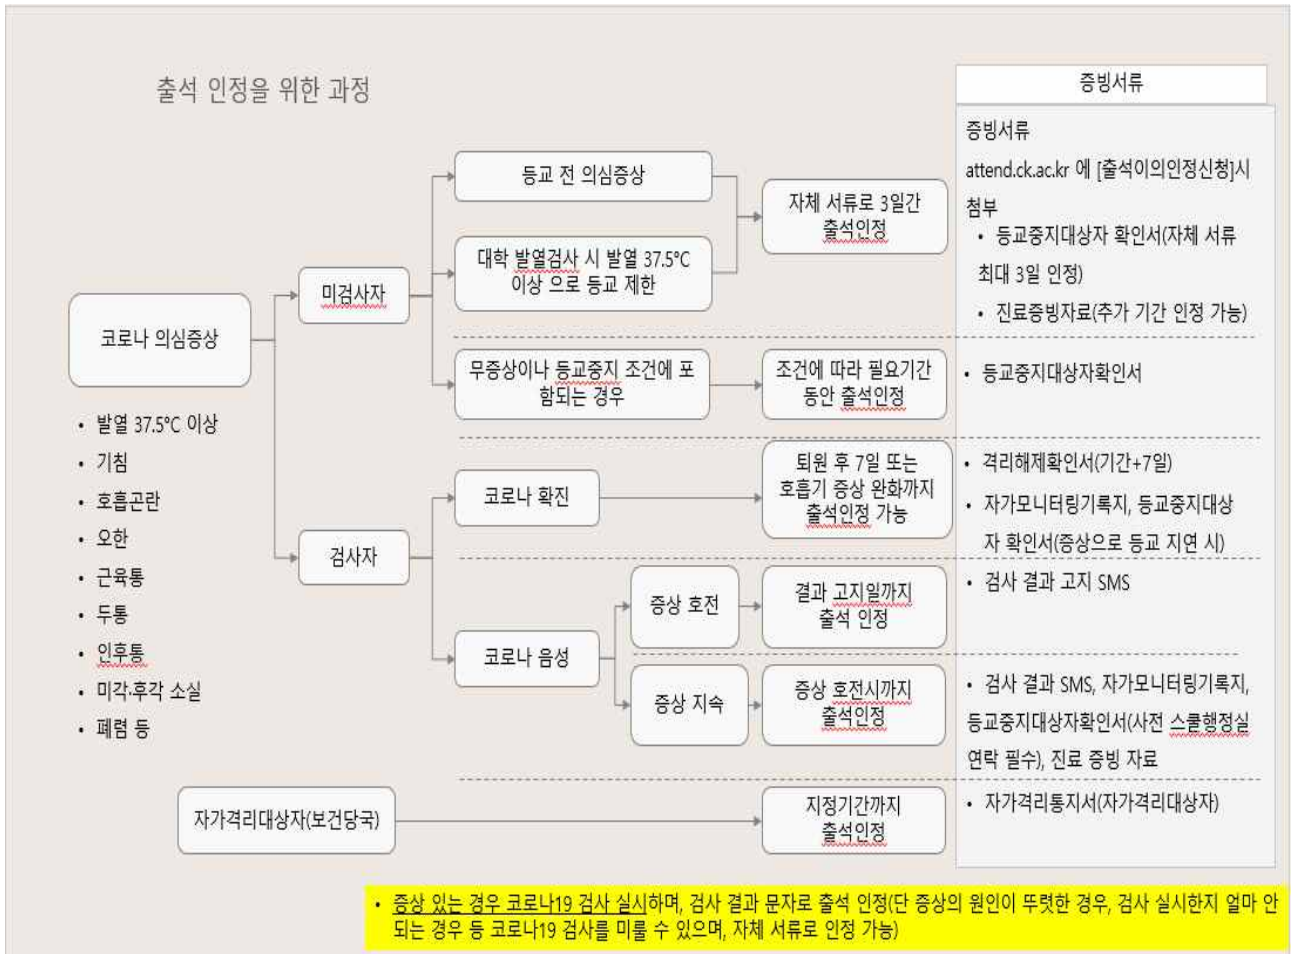 출석 인정을 위한 과정
증빙서류
증빙서류
attend.ck.ac.kr 에 [출석이의인정신청]시
첨부
• 등교중지대상자 확인서(자체 서류
최대 3일 인정)
• 진료증빙자료(추가 기간 인정 가능)
등교 전 의심증상
자체 서류로 3일간
출석인정
대학 발열검사 시 발열 37.5°C
이상 으로 등교 제한
미검사자
코로나 의심증상
무증상이나 등교중지 조건에 포
함되는 경우
조건에 따라 필요기간
동안 출석인정
• 등교중지대상자확인서
• 발열 37.5°C 이상
• 기침
• 호흡곤란
• 오한
• 근육통
• 두통
• 인후통
• 미각·후각 소실
• 폐렴 등
검사자
코로나 확진
퇴원 후 7일 또는
호흡기 증상 완화까지
출석인정 가능
• 격리해제확인서(기간+7일)
• 자가모니터링기록지, 등교중지대상
자 확인서(증상으로 등교 지연 시)
코로나 음성
증상 호전
결과 고지일까지
출석 인정
• 검사 결과 고지 SMS
증상 지속
증상 호전시까지
출석인정
• 검사 결과 SMS, 자가모니터링기록지,
등교중지대상자확인서(사전 스쿨행정실
연락 필수), 진료 증빙 자료
자가격리대상자(보건당국)
지정기간까지
출석인정
• 자가격리통지서(자가격리대상자)
• 증상 있는 경우 코로나19 검사 실시하며, 검사 결과 문자로 출석 인정(단 증상의 원인이 뚜렷한 경우, 검사 실시한지 얼마 안
되는 경우 등 코로나19 검사를 미룰 수 있으며, 자체 서류로 인정 가능)